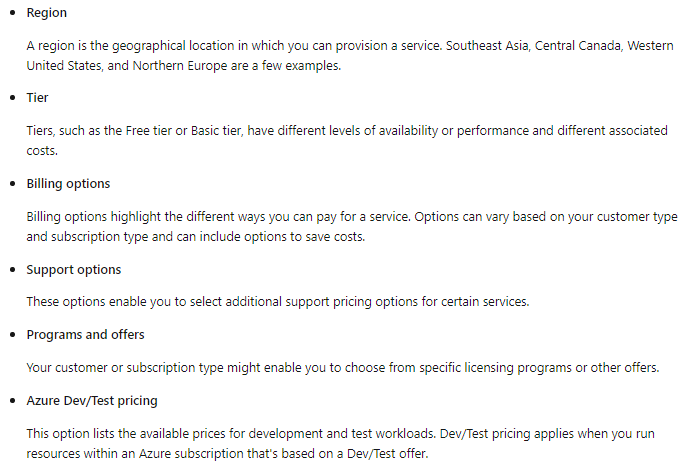 Region
A region is the geographical location in which you can provision a service. Southeast Asia, Central Canada, Western
United States, and Northern Europe are a few examples.
Tier
Tiers, such as the Free tier or Basic tier, have different levels of availability or performance and different associated
costs.
Billing options
Billing options highlight the different ways you can pay for a service. Options can vary based on your customer type
and subscription type and can include options to save costs.
Support options
These options enable you to select additional support pricing options for certain services.
Programs and offers
Your customer or subscription type might enable you to choose from specific licensing programs or other offers.
Azure Dev/Test pricing
This option lists the available prices for development and test workloads. Dev/Test pricing applies when you run
resources within an Azure subscription that's based on a Dev/Test offer.